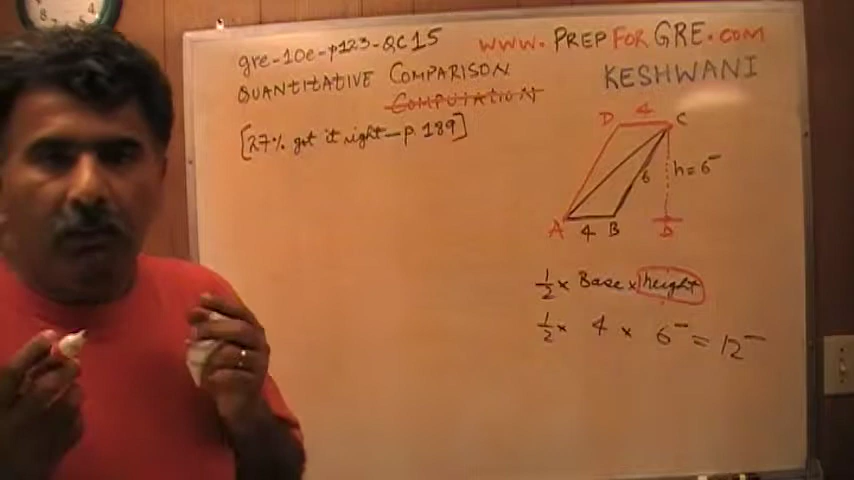 gre-10e-p123-QC15
QUANTITATIVE COMPARISON
COMPUTATION
[27% got it right-p. 189]
WWW. PREPFORGRE.COM
KESHWANI
D 4 C
6 h=6⁻
A 4 B D
1/2 x Base x height
1/2 x 4 x 6⁻ = 12⁻